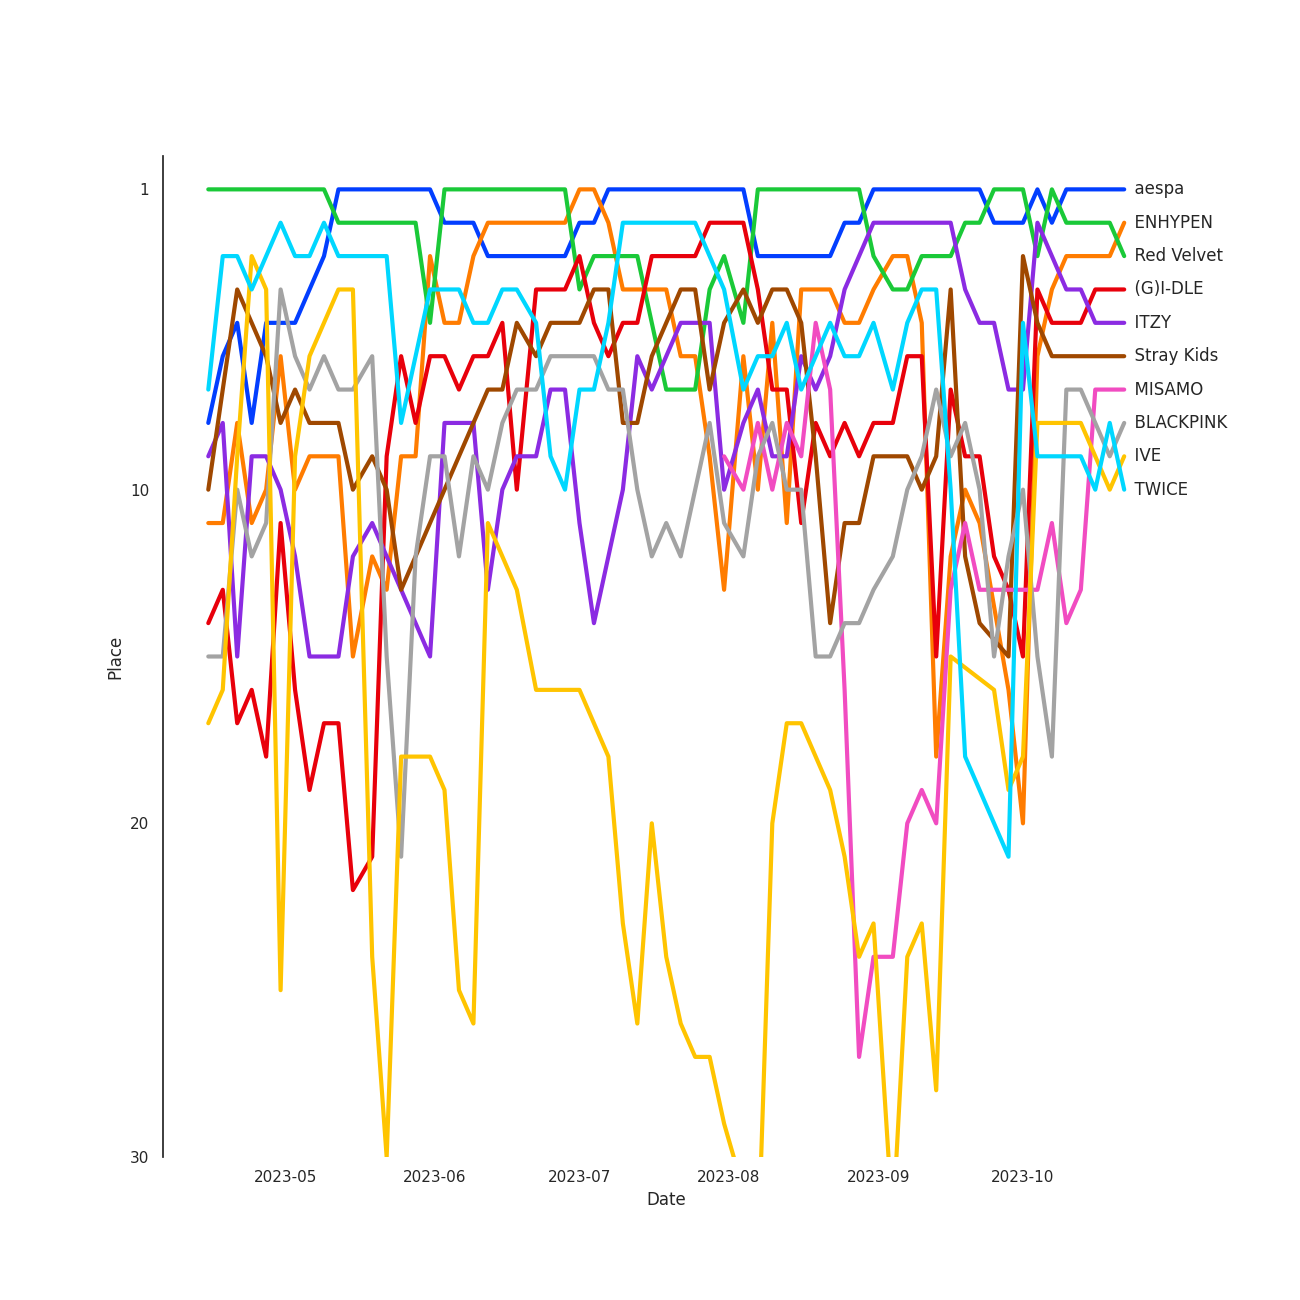 1
10
20
30
Place
2023-05
2023-06
2023-07
2023-08
2023-09
2023-10
Date
aespa
ENHYPEN
Red Velvet
(G)I-DLE
ITZY
Stray Kids
MISAMO
BLACKPINK
IVE
TWICE